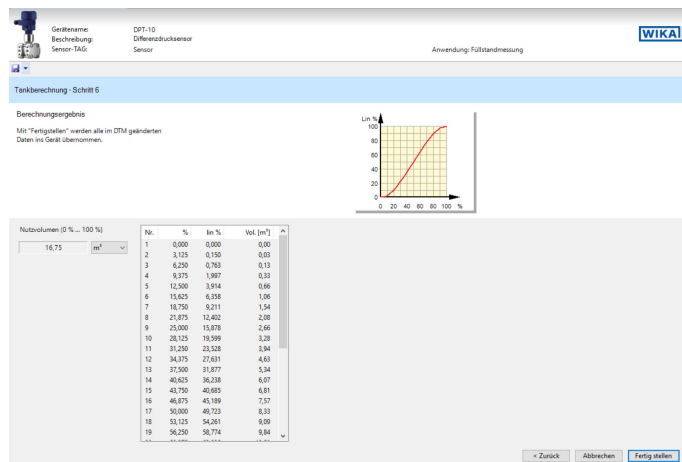 Gerätename: DPT-10
Beschreibung: Differenzdrucksensor
Sensor-TAG: Sensor
Anwendung: Füllstandmessung
WIKA
Tankberechnung - Schritt 6
Berechnungsergebnis
Mit "Fertigstellen" werden alle im DTM geänderten
Daten ins Gerät übernommen.
Lin %
100
80
60
40
20
0
0 20 40 60 80 100 %
Nutzvolumen (0 % ... 100 %)
16,75 m³
Nr. % lin % Vol. [m³]
1 0,000 0,000 0,00
2 3,125 0,150 0,03
3 6,250 0,763 0,13
4 9,375 1,997 0,33
5 12,500 3,914 0,66
6 15,625 6,358 1,06
7 18,750 9,211 1,54
8 21,875 12,402 2,08
9 25,000 15,878 2,66
10 28,125 19,599 3,28
11 31,250 23,528 3,94
12 34,375 27,631 4,63
13 37,500 31,877 5,34
14 40,625 36,238 6,07
15 43,750 40,685 6,81
16 46,875 45,189 7,57
17 50,000 49,723 8,33
18 53,125 54,261 9,09
19 56,250 58,774 9,84
< Zurück Abbrechen Fertig stellen